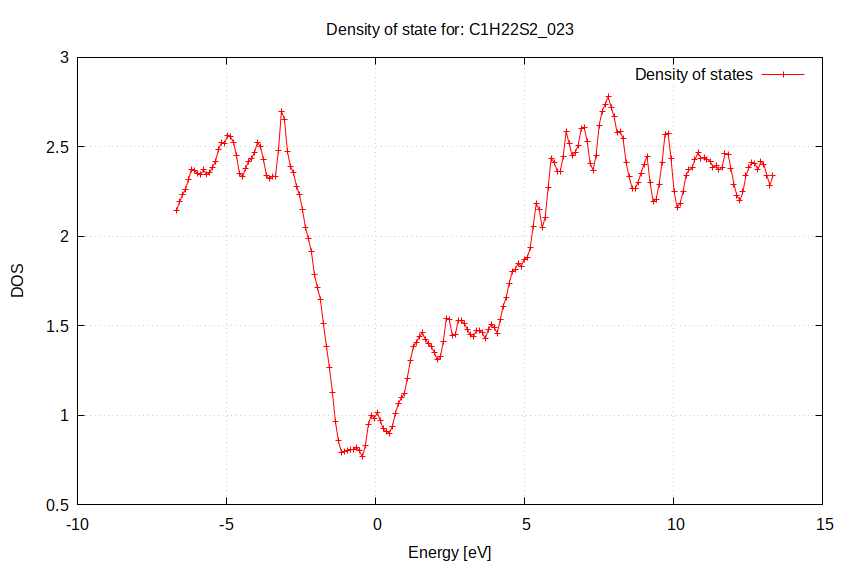 Density of state for: C1H22S2_023
Density of states
3
2.5
2
1.5
1
0.5
DOS
-10 -5 0 5 10 15
Energy [eV]